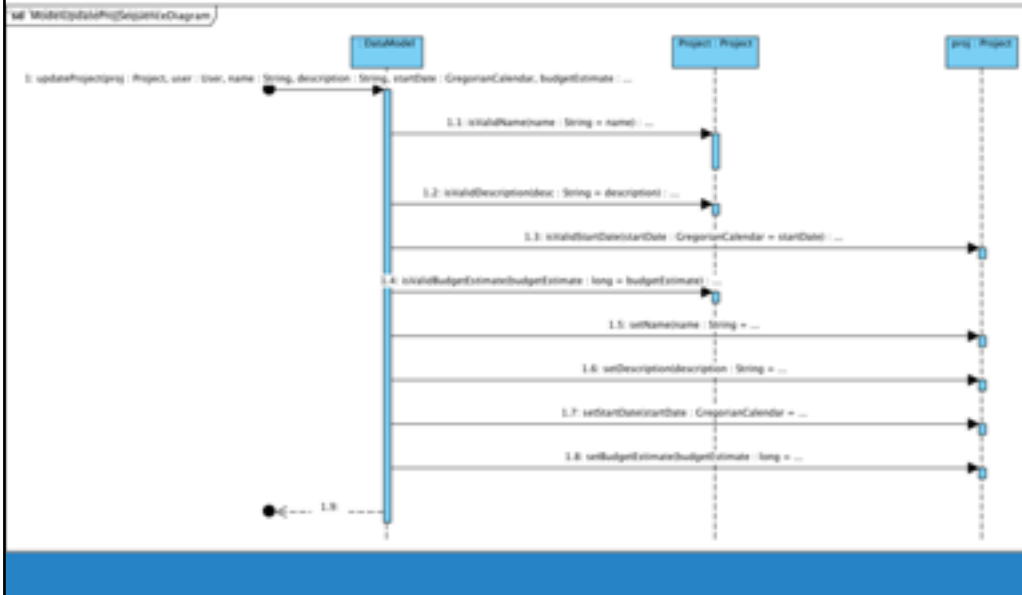 sd ModelUpdateProjSequenceDiagram
: DataModel
Project : Project
proj : Project
1: updateProject(proj : Project, user : User, name : String, description : String, startDate : GregorianCalendar, budgetEstimate : ...
1.1: isValidName(name : String = name) : ...
1.2: isValidDescription(desc : String = description) : ...
1.3: isValidStartDate(startDate : GregorianCalendar = startDate) : ...
1.4: isValidBudgetEstimate(budgetEstimate : long = budgetEstimate) : ...
1.5: setName(name : String = ...
1.6: setDescription(description : String = ...
1.7: setStartDate(startDate : GregorianCalendar = ...
1.8: setBudgetEstimate(budgetEstimate : long = ...
1.9: